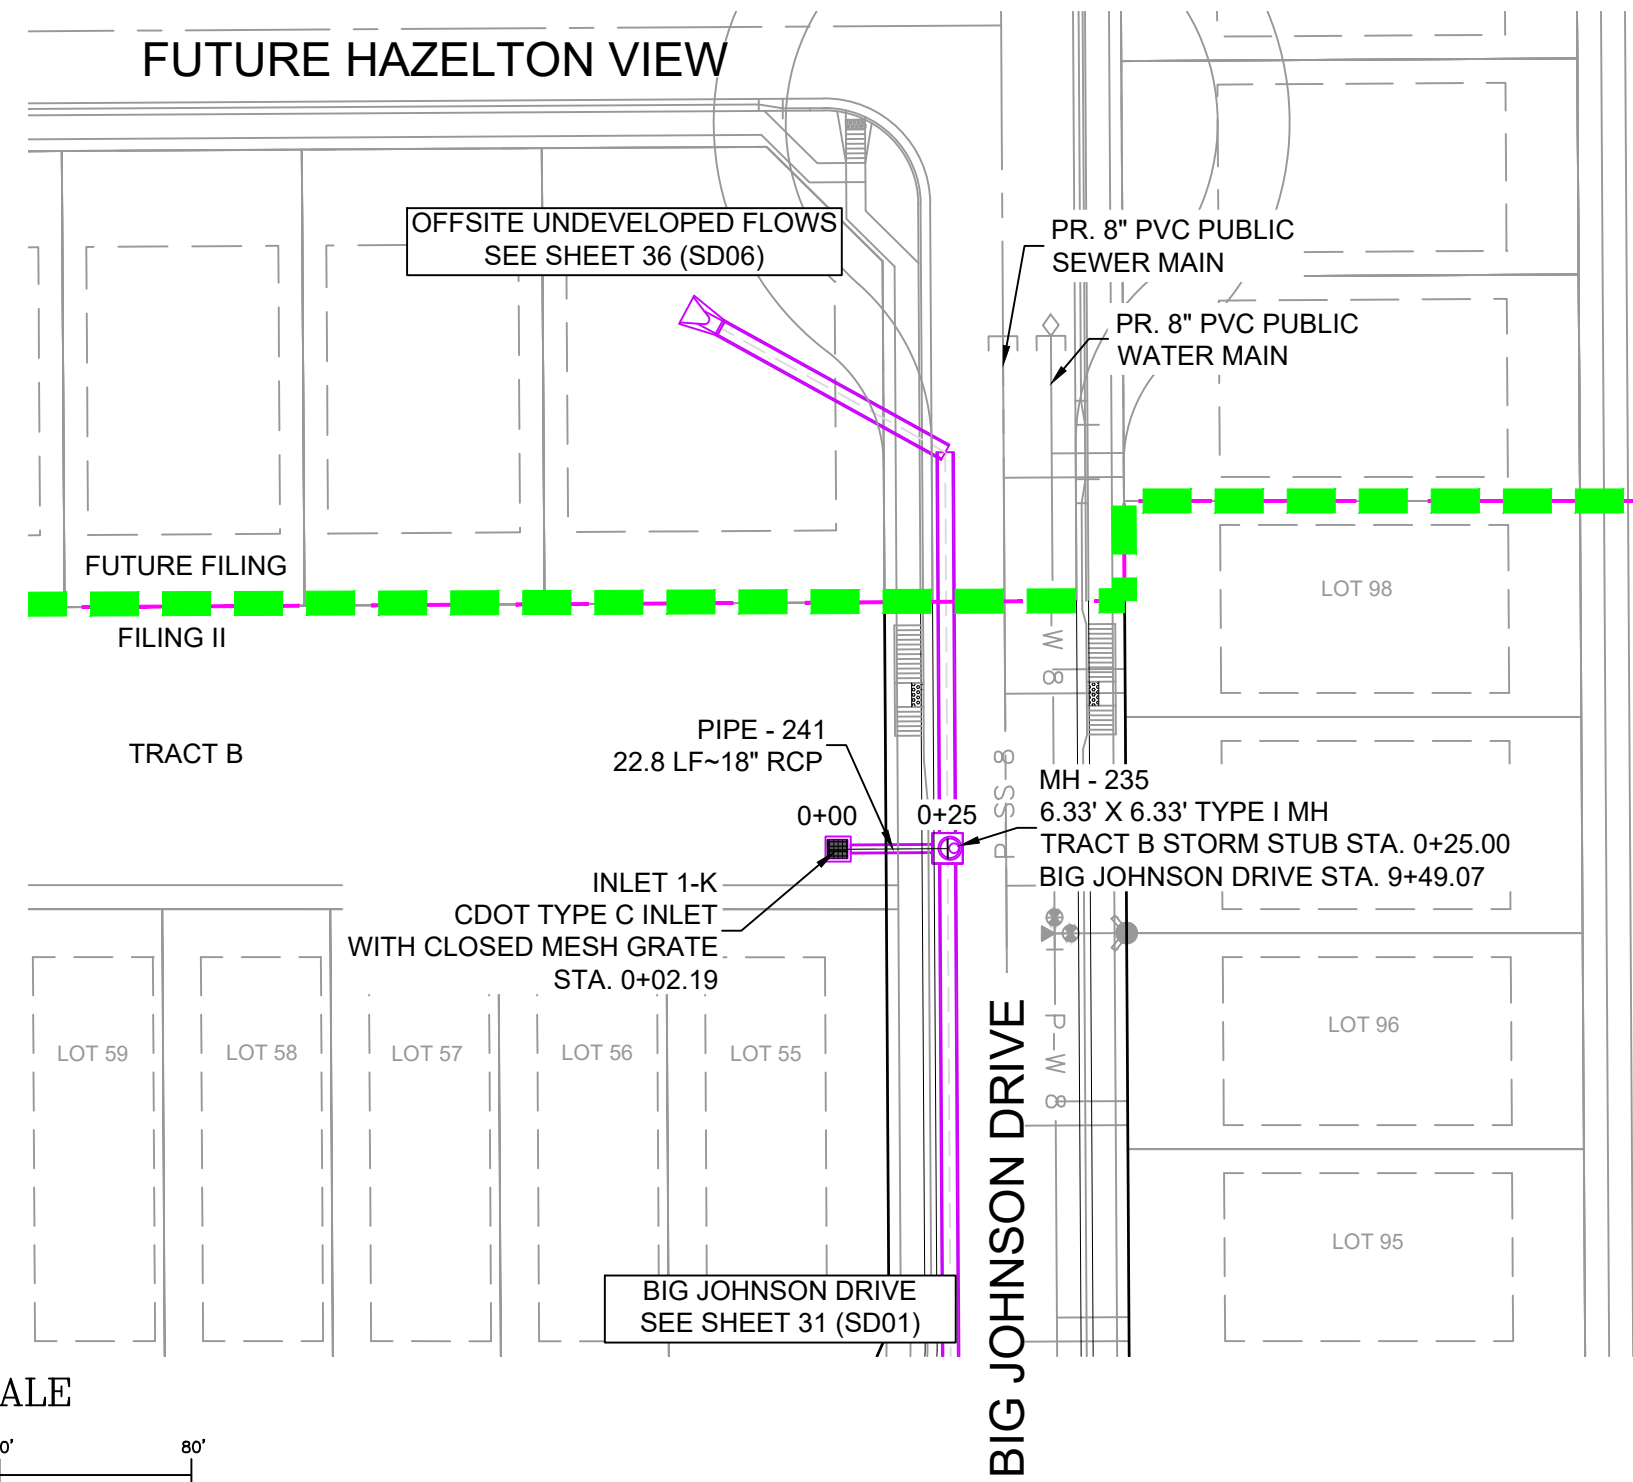 FUTURE HAZELTON VIEW
OFFSITE UNDEVELOPED FLOWS
SEE SHEET 36 (SD06)
PR. 8" PVC PUBLIC
SEWER MAIN
PR. 8" PVC PUBLIC
WATER MAIN
FUTURE FILING
FILING II
LOT 98
W 8
TRACT B
PIPE - 241
22.8 LF~18" RCP
0+00
0+25
P SS 8
MH - 235
6.33' X 6.33' TYPE I MH
TRACT B STORM STUB STA. 0+25.00
BIG JOHNSON DRIVE STA. 9+49.07
INLET 1-K
CDOT TYPE C INLET
WITH CLOSED MESH GRATE
STA. 0+02.19
LOT 59
LOT 58
LOT 57
LOT 56
LOT 55
P-W 8
LOT 96
LOT 95
BIG JOHNSON DRIVE
SEE SHEET 31 (SD01)
BIG JOHNSON DRIVE
ALE
0'
80'